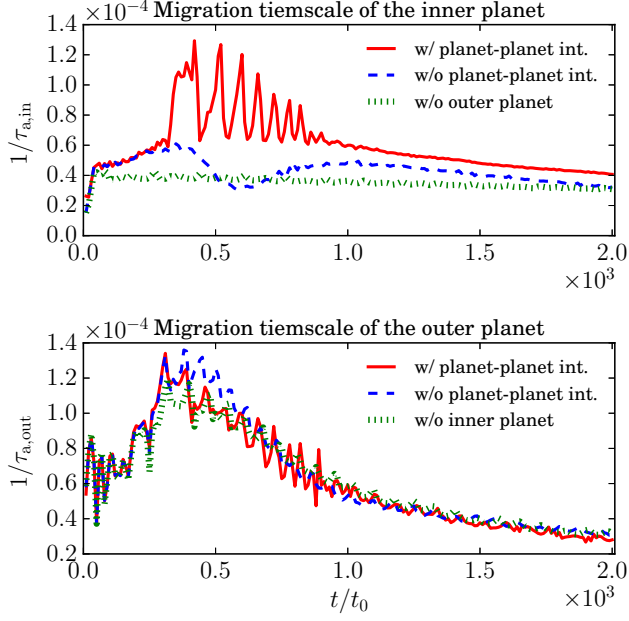 ×10⁻⁴ Migration tiemscale of the inner planet
1.4
1.2
1.0
0.8
0.6
0.4
0.2
0.0
1/τa,in
w/ planet-planet int.
w/o planet-planet int.
w/o outer planet
0.0 0.5 1.0 1.5 2.0
×10³
×10⁻⁴ Migration tiemscale of the outer planet
1.4
1.2
1.0
0.8
0.6
0.4
0.2
1/τa,out
w/ planet-planet int.
w/o planet-planet int.
w/o inner planet
0.0 0.5 1.0 1.5 2.0
t/t₀ ×10³